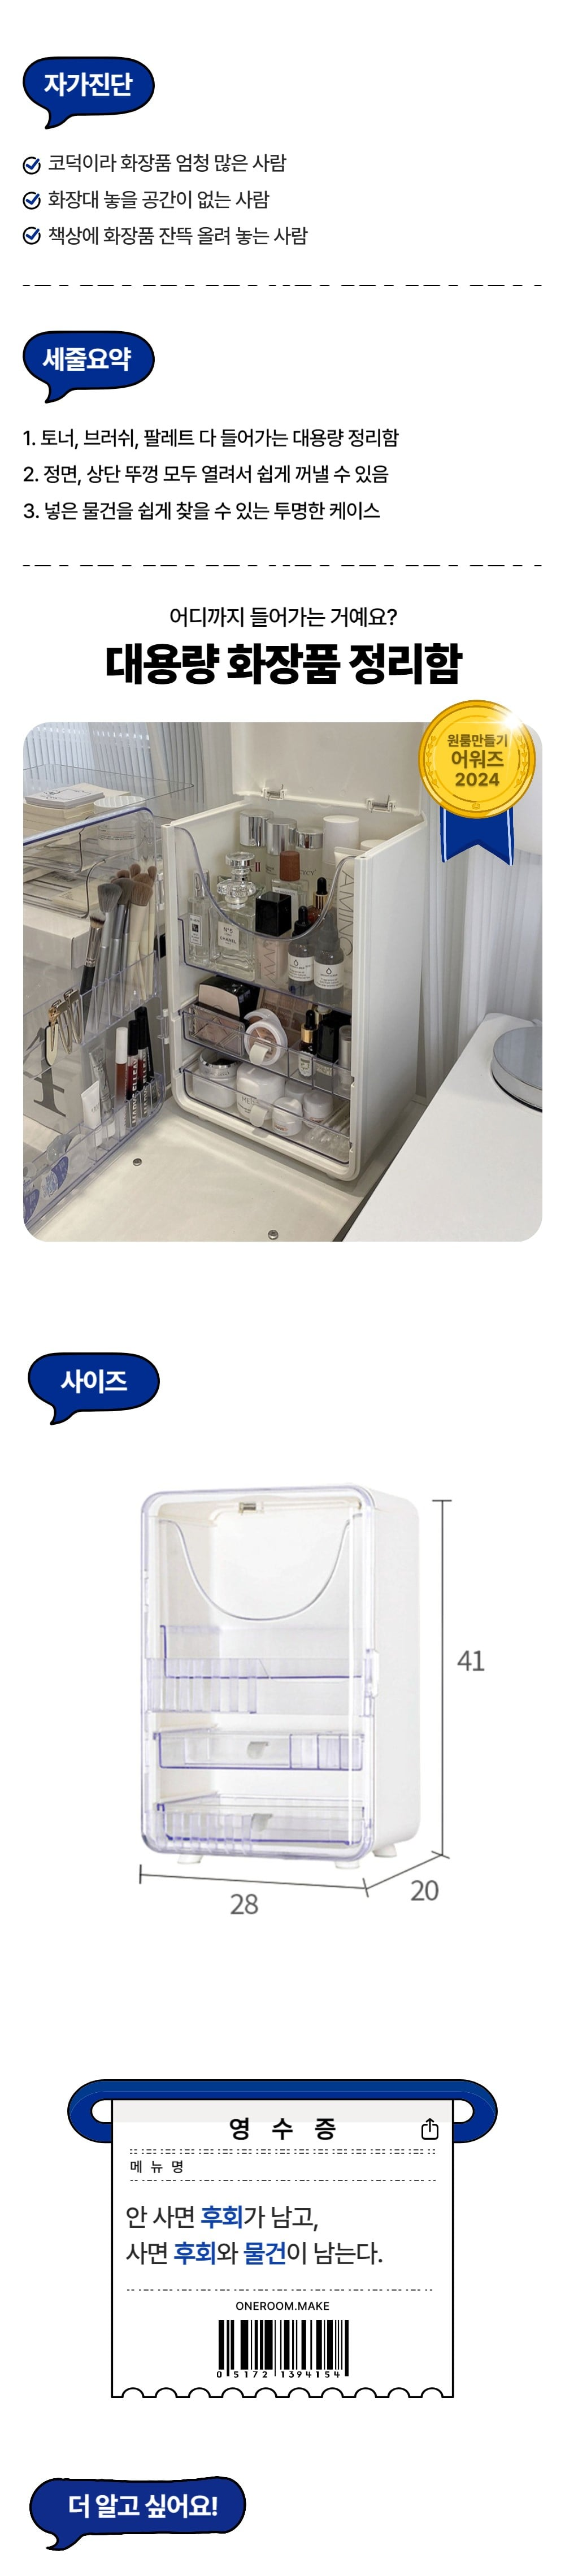 자가진단
코덕이라 화장품 엄청 많은 사람
화장대 놓을 공간이 없는 사람
책상에 화장품 잔뜩 올려 놓는 사람
세줄요약
1. 토너, 브러쉬, 팔레트 다 들어가는 대용량 정리함
2. 정면, 상단 뚜껑 모두 열려서 쉽게 꺼낼 수 있음
3. 넣은 물건을 쉽게 찾을 수 있는 투명한 케이스
어디까지 들어가는 거예요?
대용량 화장품 정리함
원룸만들기
어워즈
2024
N°5
CHANEL
사이즈
41
28
20
영 수 증
메 뉴 명
안 사면 후회가 남고,
사면 후회와 물건이 남는다.
ONEROOM.MAKE
0 5172 1394154
더 알고 싶어요!